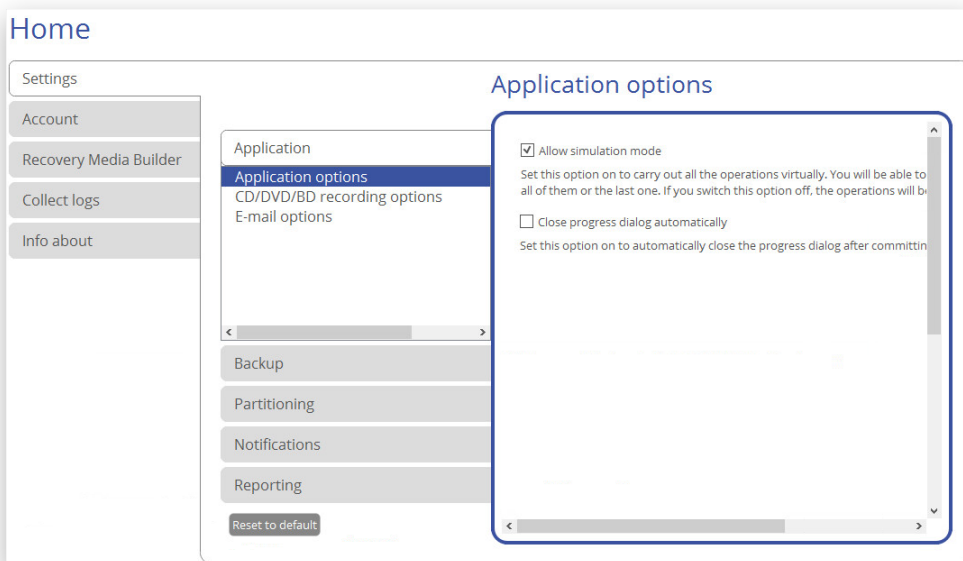 Home
Settings
Account
Recovery Media Builder
Collect logs
Info about
Application
Application options
CD/DVD/BD recording options
E-mail options
Backup
Partitioning
Notifications
Reporting
Reset to default
Application options
Allow simulation mode
Set this option on to carry out all the operations virtually. You will be able to
all of them or the last one. If you switch this option off, the operations will
Close progress dialog automatically
Set this option on to automatically close the progress dialog after